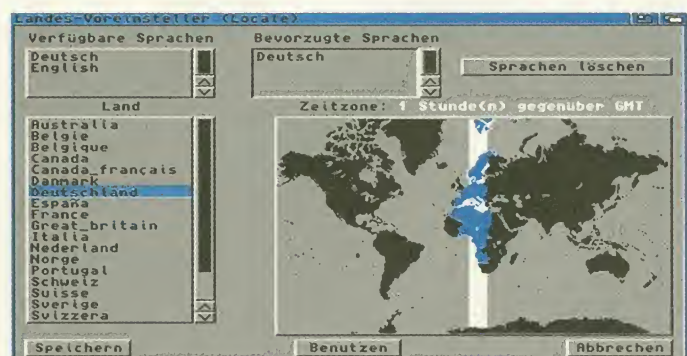 Landes-Voreinsteller (Locale)
Verfügbare Sprachen
Bevorzugte Sprachen
Deutsch
English
Deutsch
Sprachen löschen
Land
Zeitzone: 1 Stunde(n) gegenüber GMT
Australia
Belgie
Belgique
Canada
Canada_français
Danmark
Deutschland
España
France
Great_britain
Italia
Nederland
Norge
Portugal
Schweiz
Suisse
Sverige
Svizzera
Speichern
Benutzen
Abbrechen